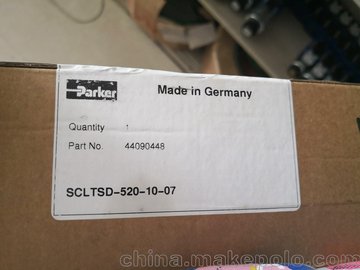 Parker
Made in Germany
Quantity 1
Part No. 44090448
SCLTSD-520-10-07
china.makepolo.com